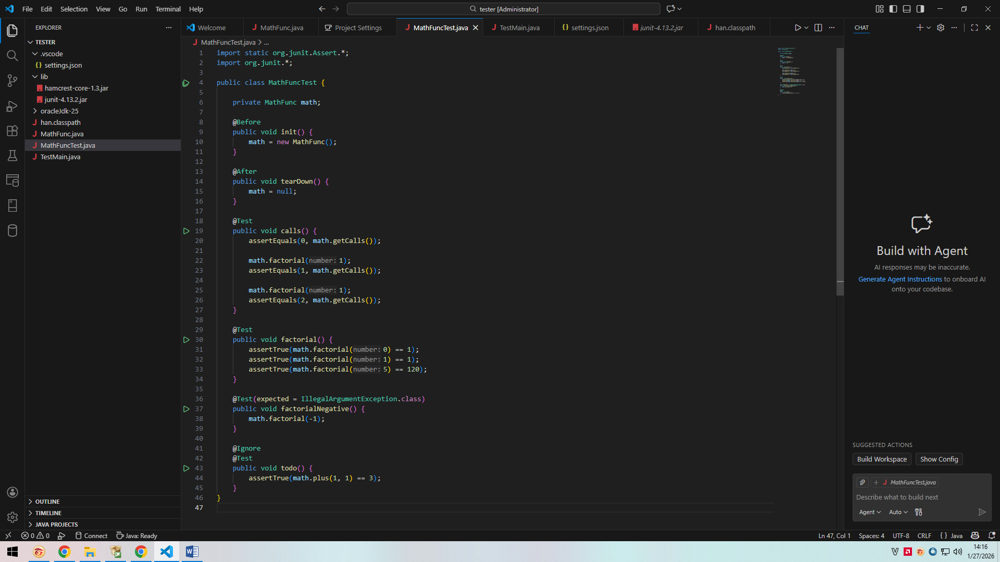 File Edit Selection View Go Run Terminal Help
tester [Administrator]
EXPLORER
TESTER
.vscode
{} settings.json
lib
hamcrest-core-1.3.jar
junit-4.13.2.jar
oracleJdk-25
J han.classpath
J MathFunc.java
J MathFuncTest.java
J TestMain.java
OUTLINE
TIMELINE
JAVA PROJECTS
Welcome J MathFunc.java Project Settings J MathFuncTest.java J TestMain.java {} settings.json junit-4.13.2.jar J han.classpath
J MathFuncTest.java > ...
1 import static org.junit.Assert.*;
2 import org.junit.*;
3
4 public class MathFuncTest {
5
6 private MathFunc math;
7
8 @Before
9 public void init() {
10 math = new MathFunc();
11 }
12
13 @After
14 public void tearDown() {
15 math = null;
16 }
17
18 @Test
19 public void calls() {
20 assertEquals(0, math.getCalls());
21
22 math.factorial(number: 1);
23 assertEquals(1, math.getCalls());
24
25 math.factorial(number: 1);
26 assertEquals(2, math.getCalls());
27 }
28
29 @Test
30 public void factorial() {
31 assertTrue(math.factorial(number: 0) == 1);
32 assertTrue(math.factorial(number: 1) == 1);
33 assertTrue(math.factorial(number: 5) == 120);
34 }
35
36 @Test(expected = IllegalArgumentException.class)
37 public void factorialNegative() {
38 math.factorial(-1);
39 }
40
41 @Ignore
42 @Test
43 public void todo() {
44 assertTrue(math.plus(1, 1) == 3);
45 }
46 }
47
CHAT
Build with Agent
AI responses may be inaccurate.
Generate Agent Instructions to onboard AI
onto your codebase.
SUGGESTED ACTIONS
Build Workspace Show Config
+ J MathFuncTest.java
Describe what to build next
Agent Auto
0 0 Connect Java: Ready
Ln 47, Col 1 Spaces: 4 UTF-8 CRLF {} Java
14:16
1/27/2026